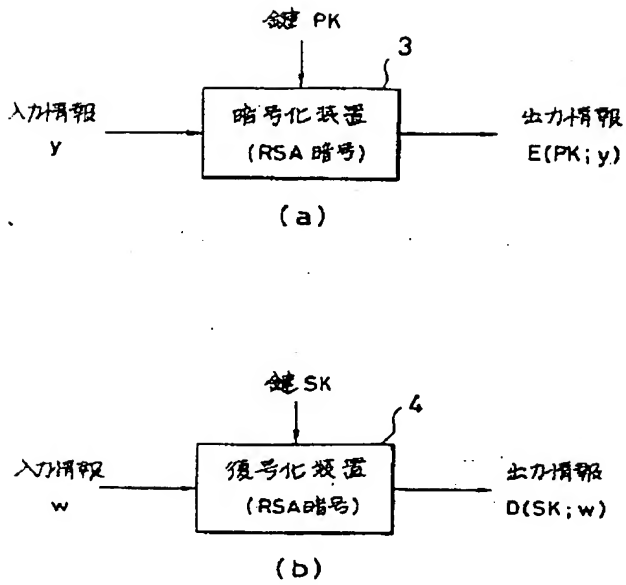 鍵 PK
3
入力情報
y
暗号化装置
(RSA 暗号)
出力情報
E(PK; y)
(a)
鍵 SK
4
入力情報
w
復号化装置
(RSA暗号)
出力情報
D(SK; w)
(b)